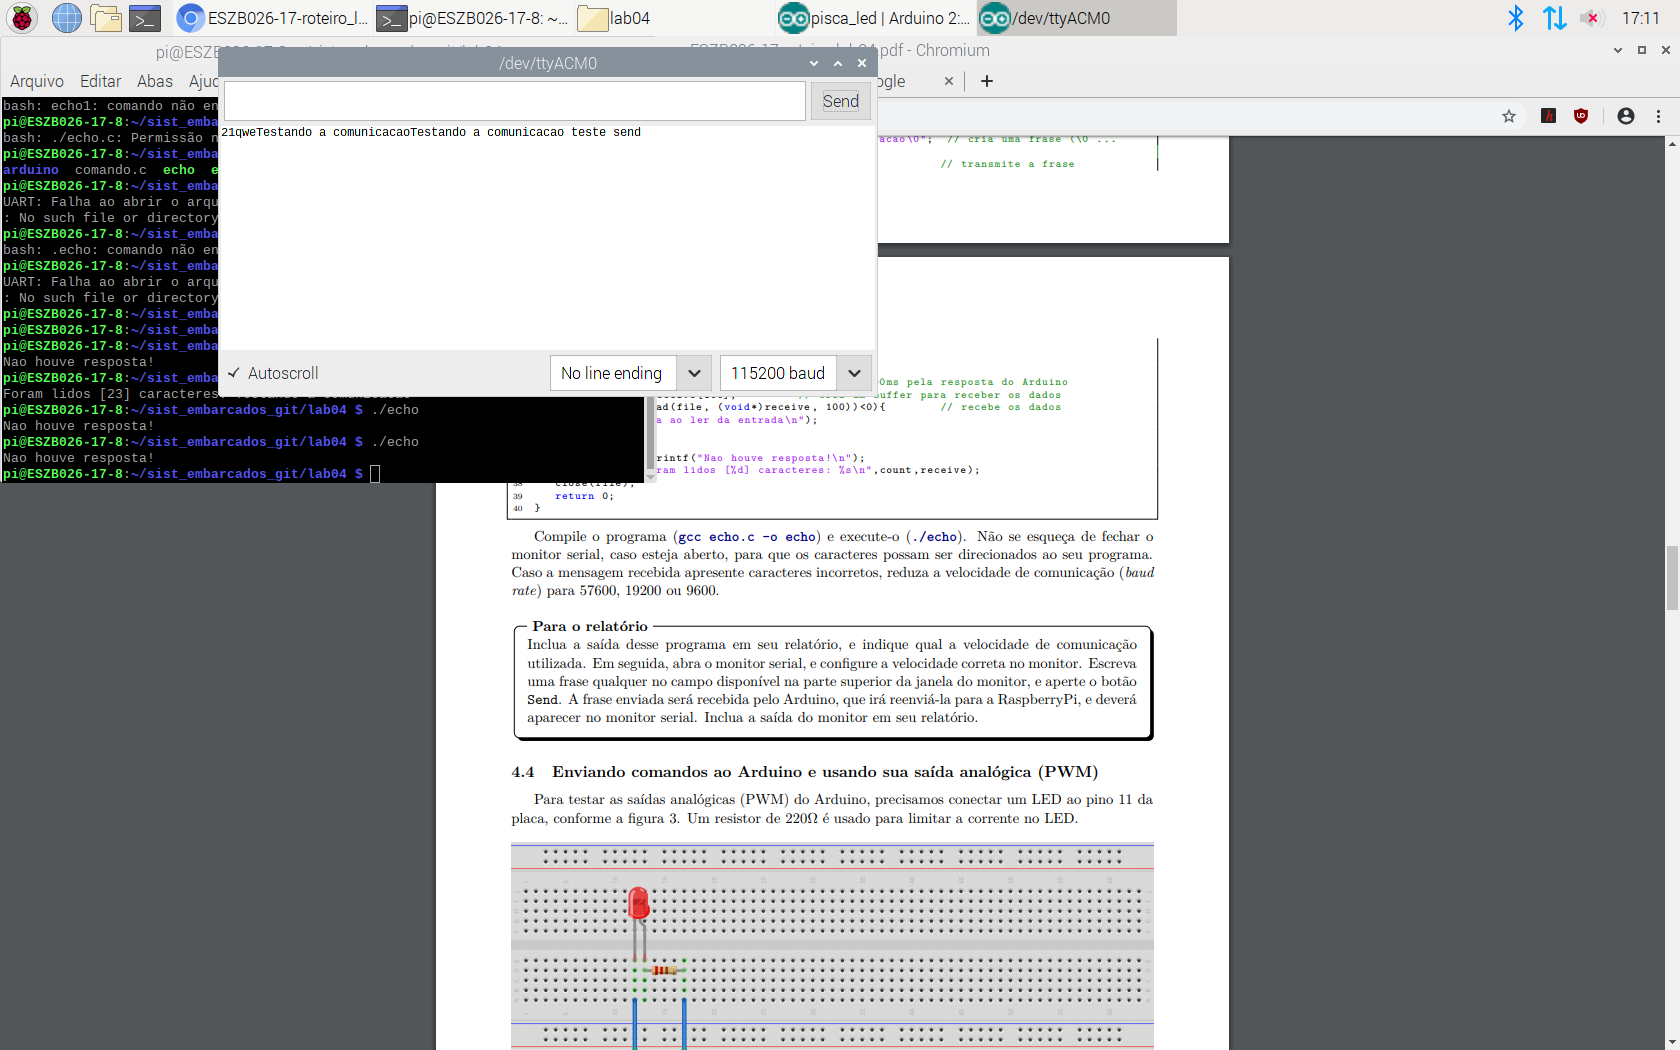 ESZB026-17-roteiro_l...
pi@ESZB026-17-8: ~...
lab04
pisca_led | Arduino 2:...
/dev/ttyACM0
17:11
.pdf - Chromium
/dev/ttyACM0
Arquivo Editar Abas
ogle
Send
21qweTestando a comunicacaoTestando a comunicacao teste send
Autoscroll
No line ending
115200 baud
bash: echo1: comando não en
pi@ESZB026-17-8:~/sist_emba
bash: ./echo.c: Permissão n
pi@ESZB026-17-8:~/sist_emba
arduino comando.c echo e
pi@ESZB026-17-8:~/sist_emba
UART: Falha ao abrir o arqu
: No such file or directory
pi@ESZB026-17-8:~/sist_emba
bash: .echo: comando não en
pi@ESZB026-17-8:~/sist_emba
UART: Falha ao abrir o arqu
: No such file or directory
pi@ESZB026-17-8:~/sist_emba
pi@ESZB026-17-8:~/sist_emba
pi@ESZB026-17-8:~/sist_emba
Nao houve resposta!
pi@ESZB026-17-8:~/sist_emba
Foram lidos [23] caracteres
pi@ESZB026-17-8:~/sist_embarcados_git/lab04 $ ./echo
Nao houve resposta!
pi@ESZB026-17-8:~/sist_embarcados_git/lab04 $ ./echo
Nao houve resposta!
pi@ESZB026-17-8:~/sist_embarcados_git/lab04 $
acao\0"; // cria uma frase (\0 ...
// transmite a frase
0ms pela resposta do Arduino
buffer para receber os dados
ad(file, (void*)receive, 100))<0){ // recebe os dados
a ao ler da entrada\n");
rintf("Nao houve resposta!\n");
ram lidos [%d] caracteres: %s\n",count,receive);
38 close(file);
39 return 0;
40 }
Compile o programa (gcc echo.c -o echo) e execute-o (./echo). Não se esqueça de fechar o
monitor serial, caso esteja aberto, para que os caracteres possam ser direcionados ao seu programa.
Caso a mensagem recebida apresente caracteres incorretos, reduza a velocidade de comunicação (baud
rate) para 57600, 19200 ou 9600.
Para o relatório
Inclua a saída desse programa em seu relatório, e indique qual a velocidade de comunicação
utilizada. Em seguida, abra o monitor serial, e configure a velocidade correta no monitor. Escreva
uma frase qualquer no campo disponível na parte superior da janela do monitor, e aperte o botão
Send. A frase enviada será recebida pelo Arduino, que irá reenviá-la para a RaspberryPi, e deverá
aparecer no monitor serial. Inclua a saída do monitor em seu relatório.
4.4 Enviando comandos ao Arduino e usando sua saída analógica (PWM)
Para testar as saídas analógicas (PWM) do Arduino, precisamos conectar um LED ao pino 11 da
placa, conforme a figura 3. Um resistor de 220Ω é usado para limitar a corrente no LED.